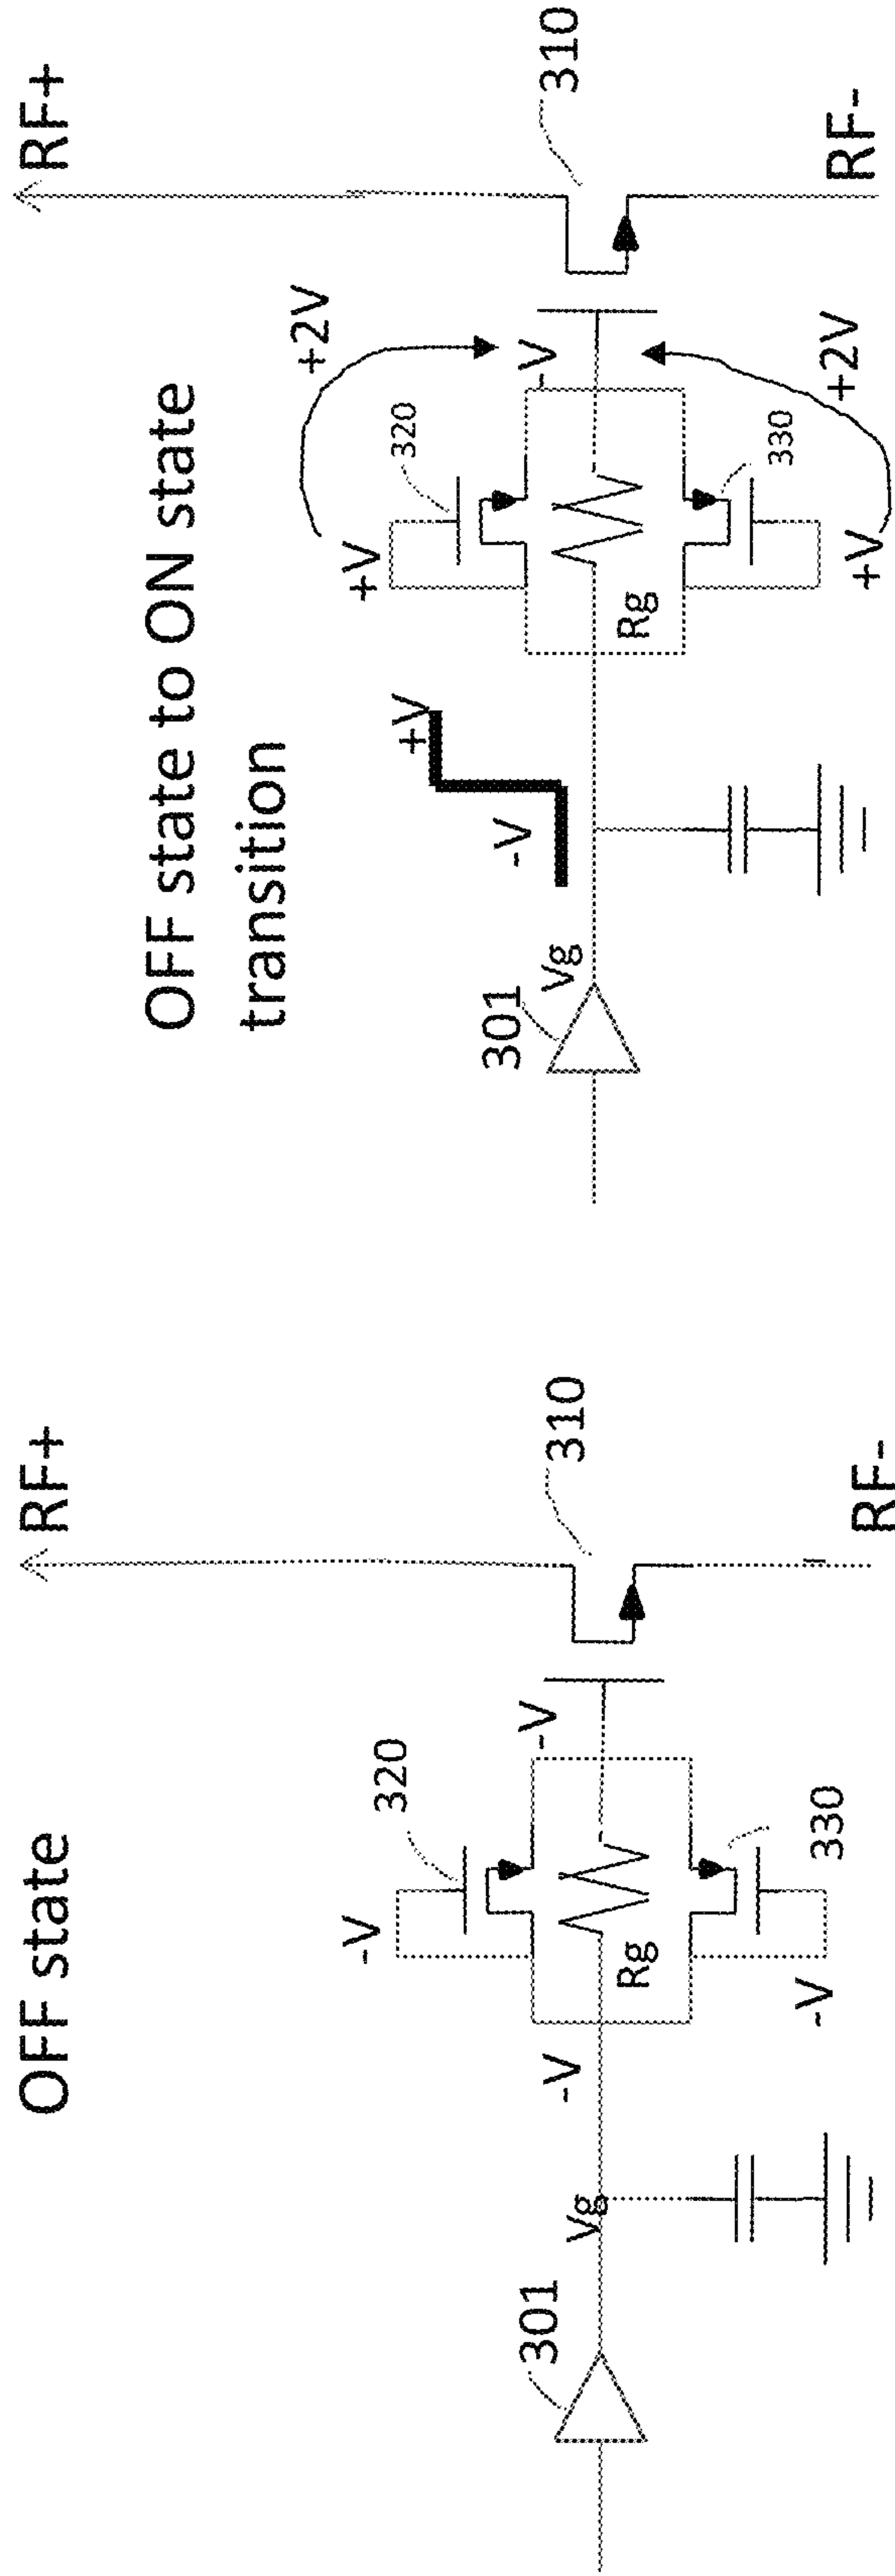 OFF state
RF+
310
320
-V
-V
-V
Rg
-V
330
Vg
301
RF-
OFF state to ON state
transition
RF+
310
+2V
320
+V
-V
+V
-V
Rg
330
+V
+2V
Vg
301
RF-